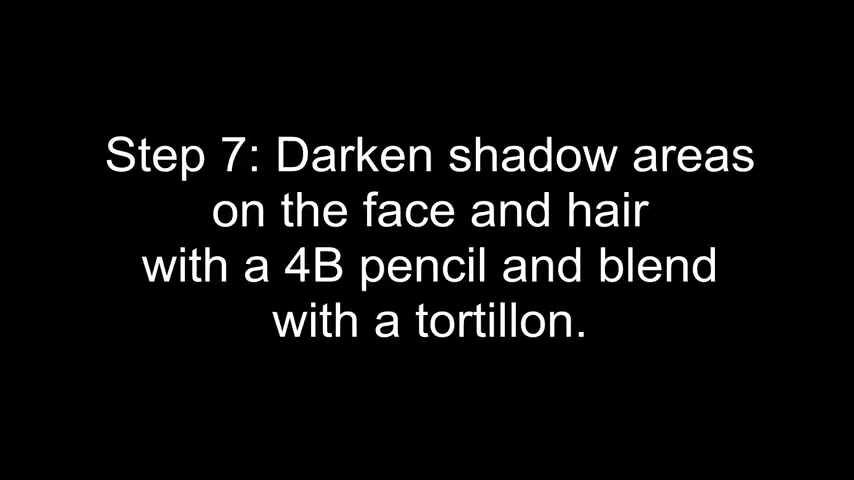 Step 7: Darken shadow areas
on the face and hair
with a 4B pencil and blend
with a tortillon.